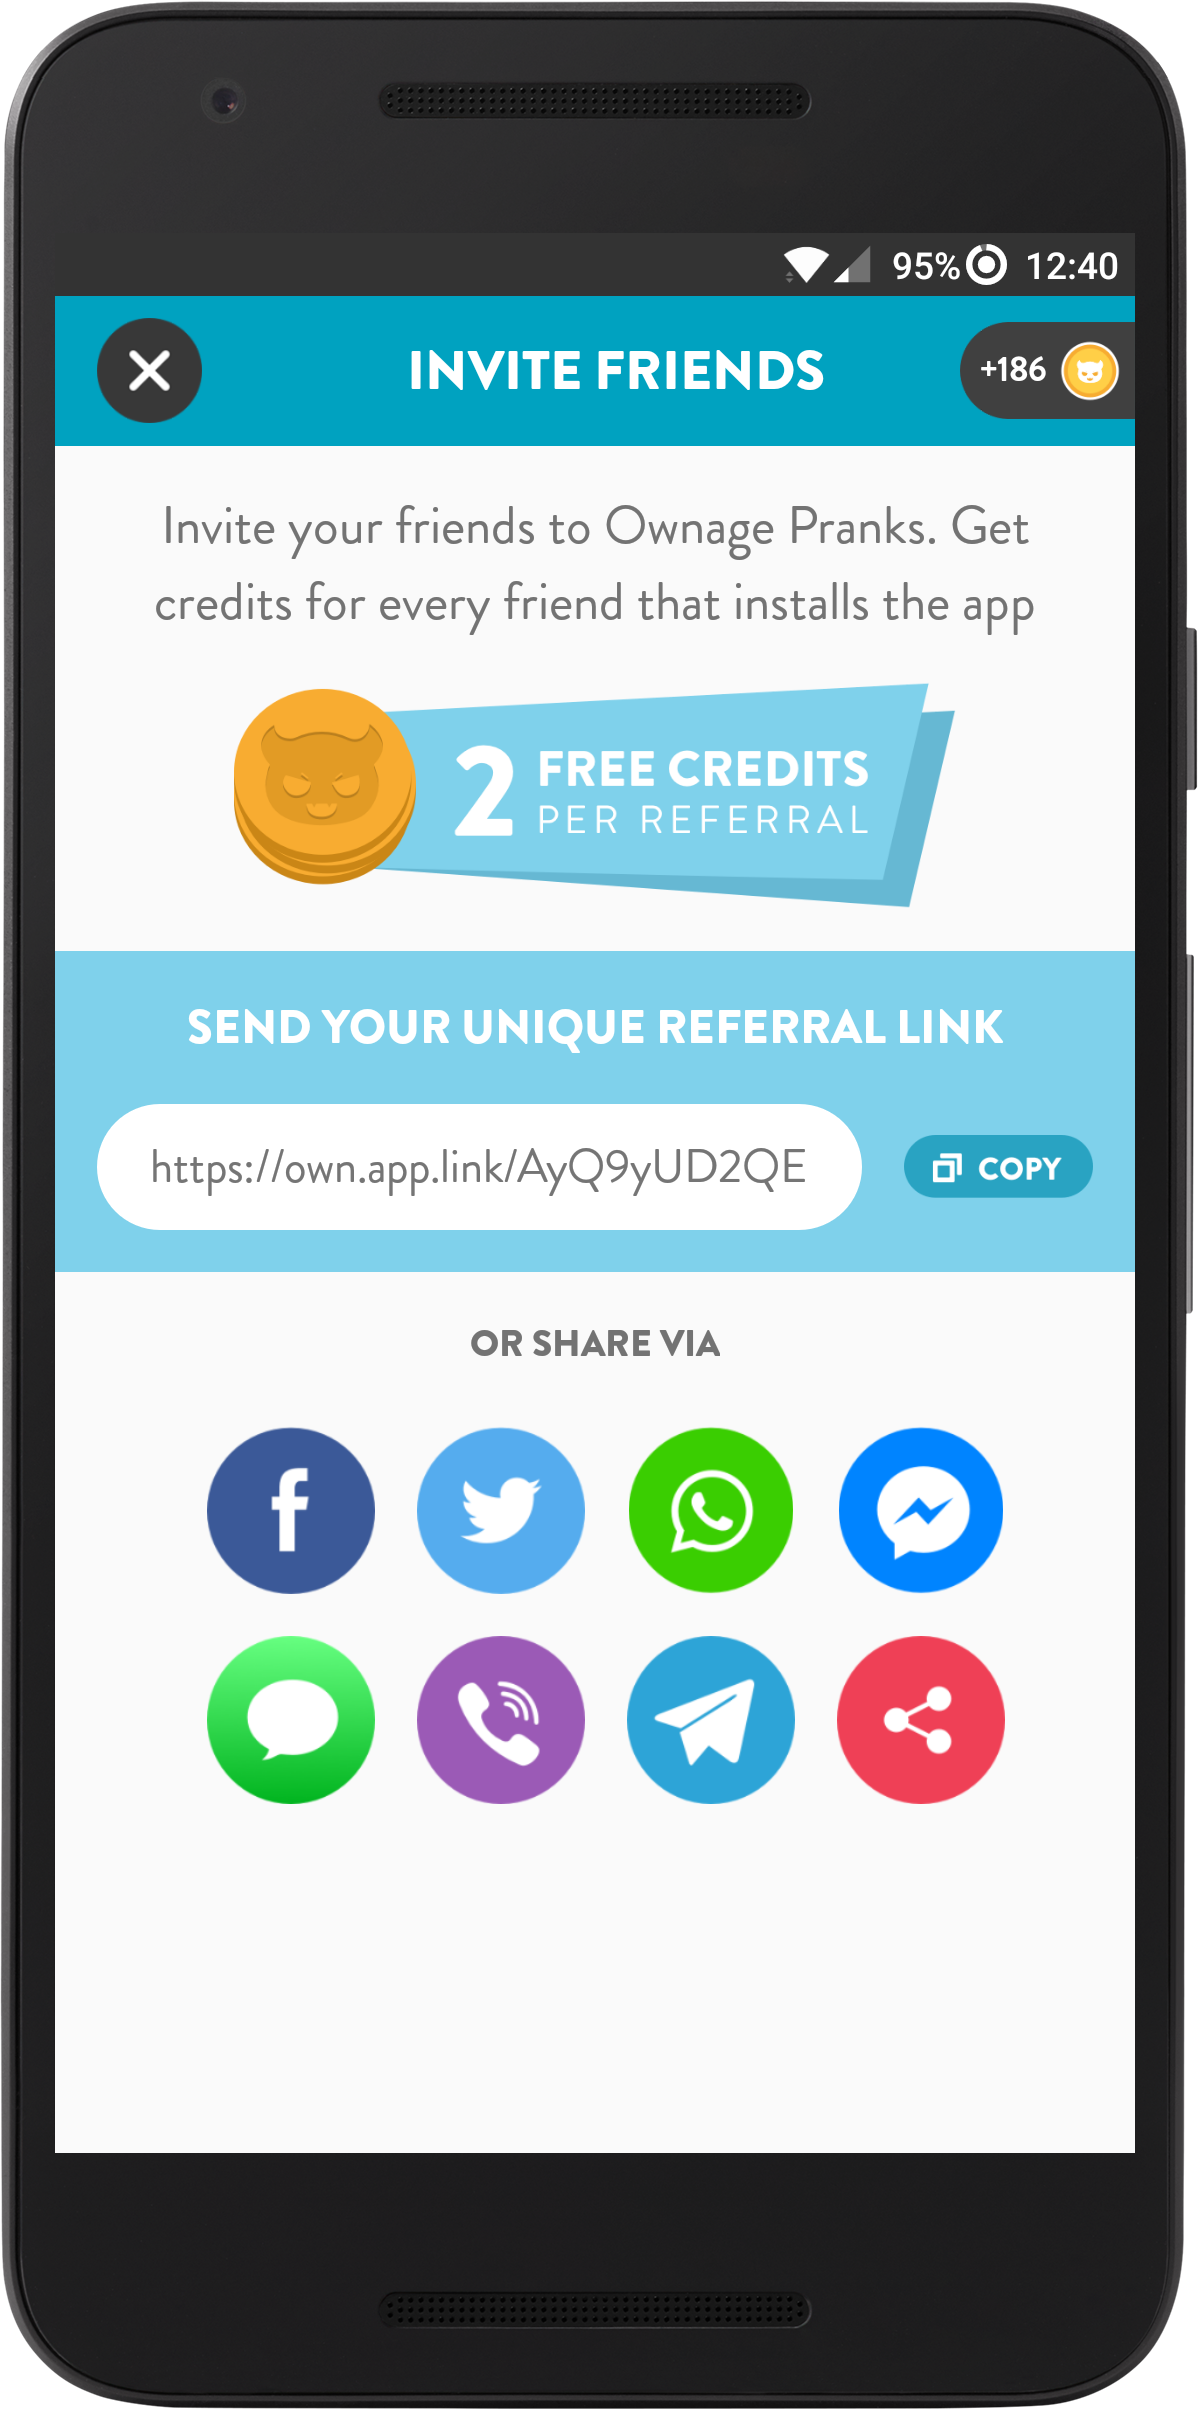 95% 12:40
INVITE FRIENDS
+186
Invite your friends to Ownage Pranks. Get
credits for every friend that installs the app
2 FREE CREDITS
PER REFERRAL
SEND YOUR UNIQUE REFERRAL LINK
https://own.app.link/AyQ9yUD2QE
COPY
OR SHARE VIA